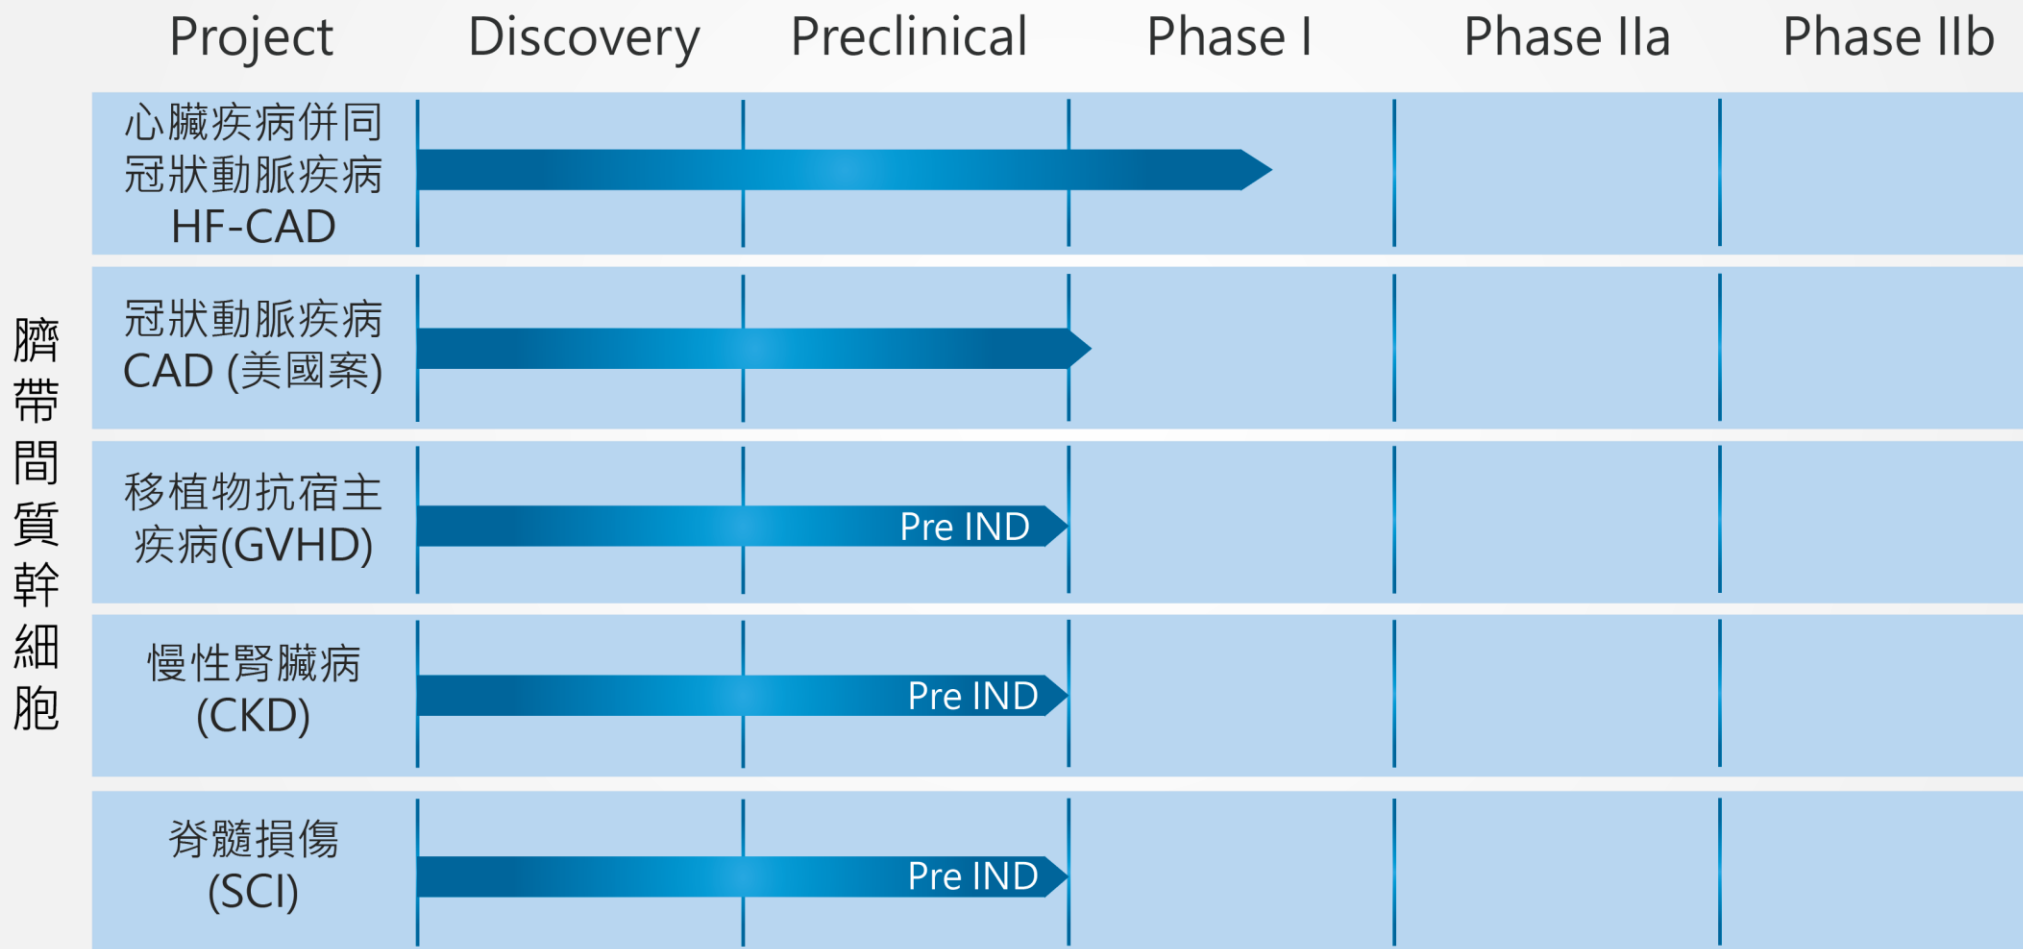 Project Discovery Preclinical Phase I Phase IIa Phase IIb
臍帶間質幹細胞
心臟疾病併同
冠狀動脈疾病
HF-CAD
冠狀動脈疾病
CAD (美國案)
移植物抗宿主
疾病(GVHD)
Pre IND
慢性腎臟病
(CKD)
Pre IND
脊髓損傷
(SCI)
Pre IND